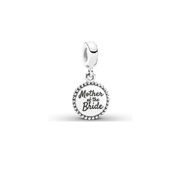 Mother
of the
Bride